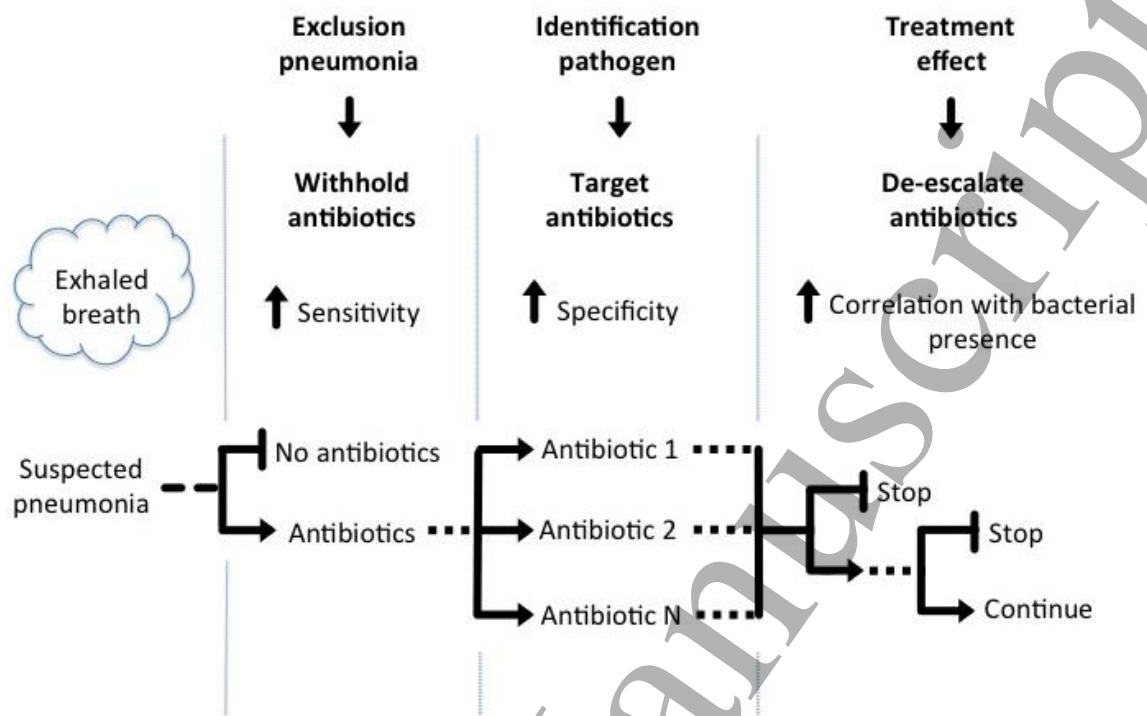 Exclusion
pneumonia
Identification
pathogen
Treatment
effect
Withhold
antibiotics
Target
antibiotics
De-escalate
antibiotics
Exhaled
breath
Sensitivity
Specificity
Correlation with bacterial
presence
Suspected
pneumonia
No antibiotics
Antibiotics
Antibiotic 1
Antibiotic 2
Antibiotic N
Stop
Stop
Continue
anuscrip